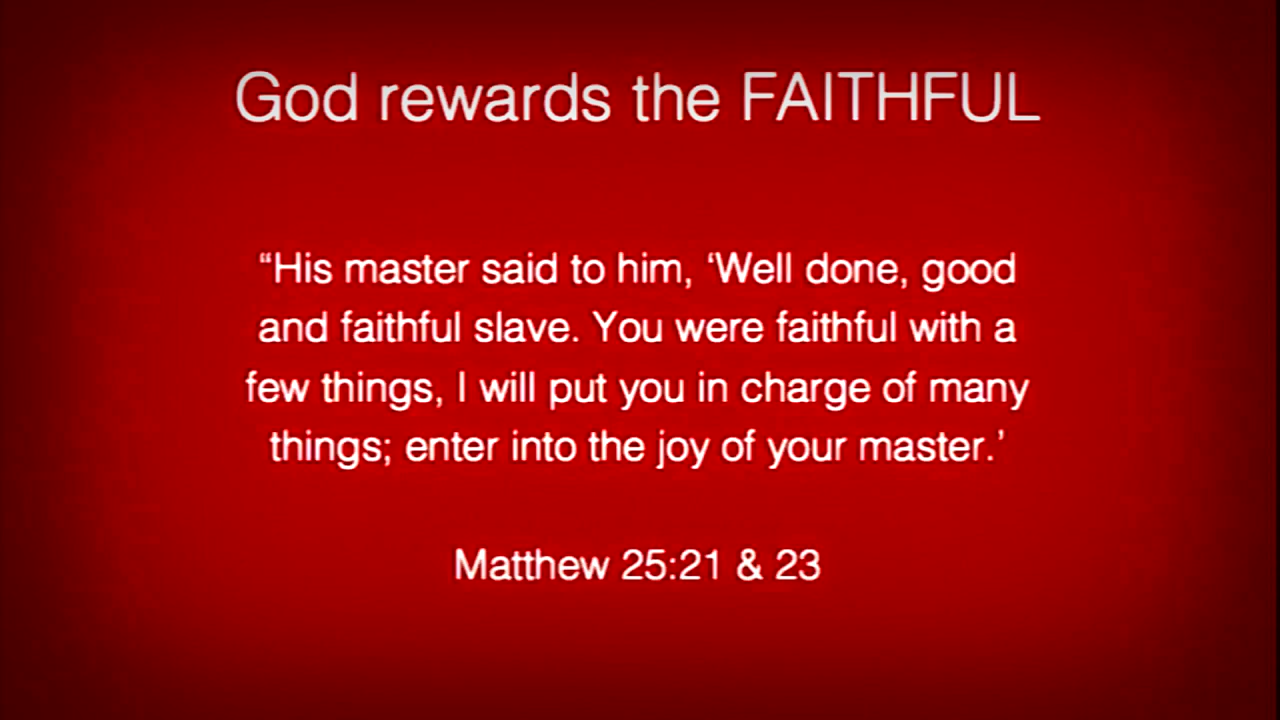 God rewards the FAITHFUL
“His master said to him, ‘Well done, good
and faithful slave. You were faithful with a
few things, I will put you in charge of many
things; enter into the joy of your master.’
Matthew 25:21 & 23